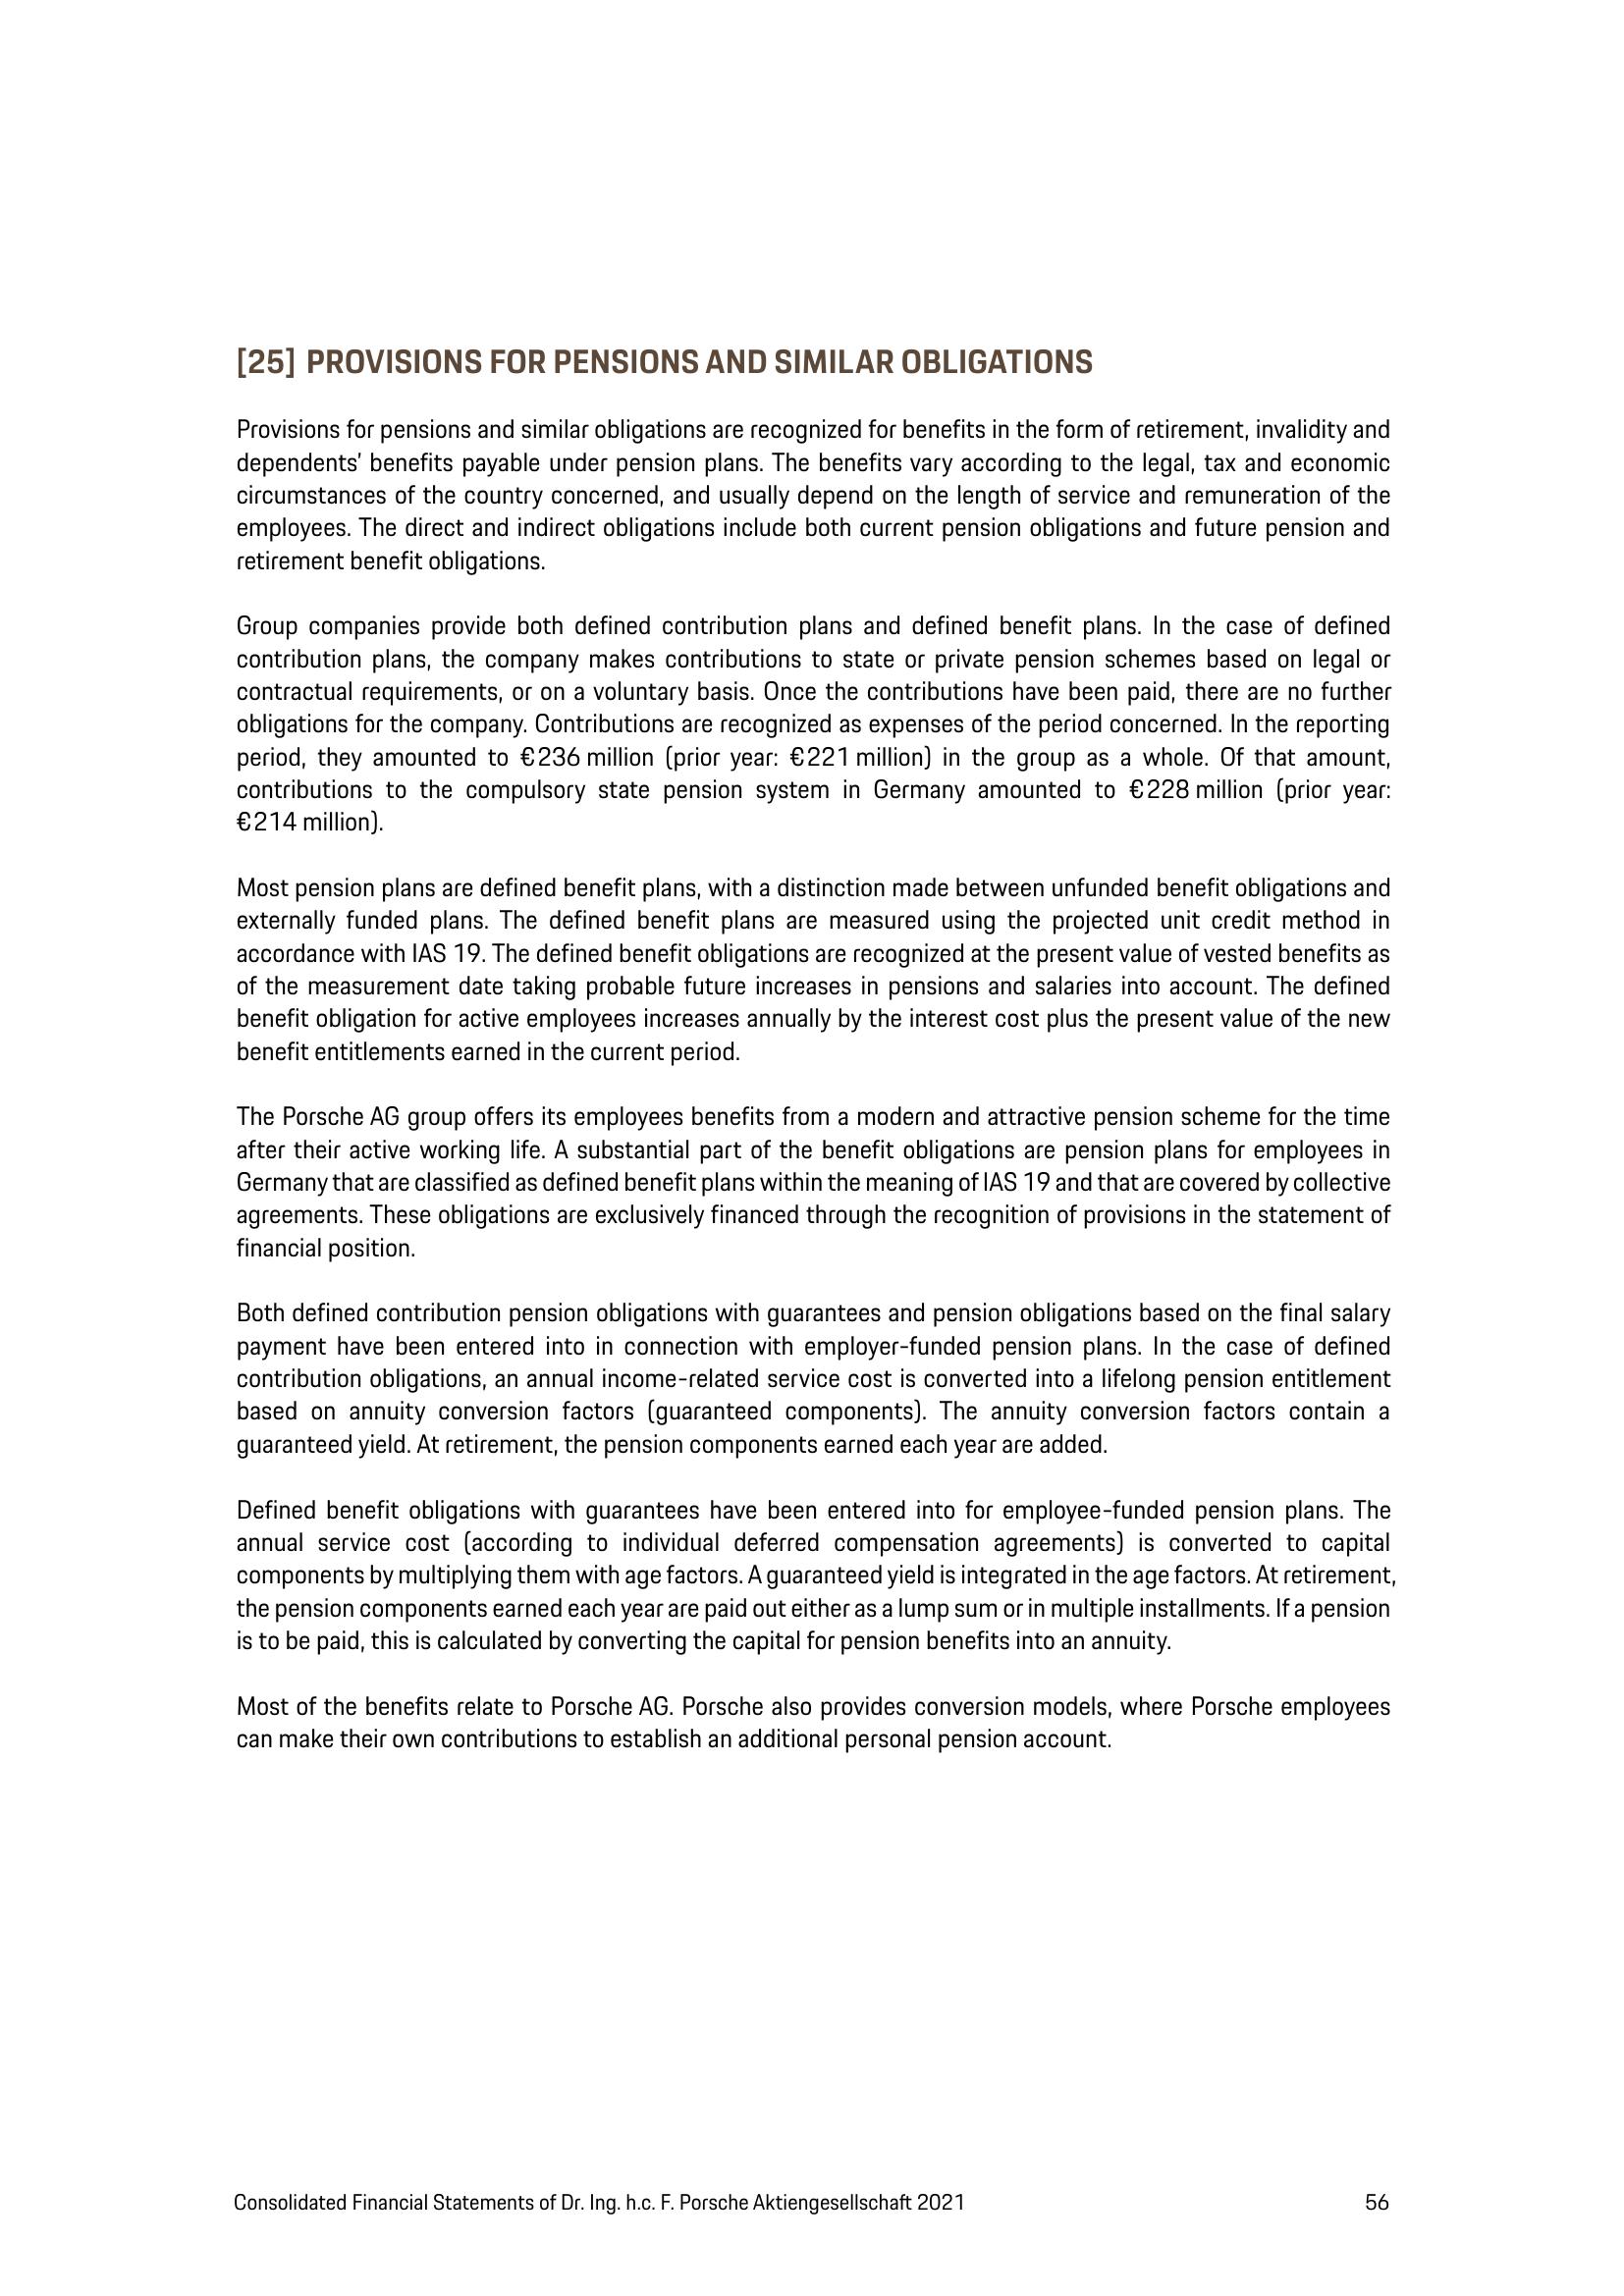 [25] PROVISIONS FOR PENSIONS AND SIMILAR OBLIGATIONS
Provisions for pensions and similar obligations are recognized for benefits in the form of retirement, invalidity and
dependents’ benefits payable under pension plans. The benefits vary according to the legal, tax and economic
circumstances of the country concerned, and usually depend on the length of service and remuneration of the
employees. The direct and indirect obligations include both current pension obligations and future pension and
retirement benefit obligations.
Group companies provide both defined contribution plans and defined benefit plans. In the case of defined
contribution plans, the company makes contributions to state or private pension schemes based on legal or
contractual requirements, or on a voluntary basis. Once the contributions have been paid, there are no further
obligations for the company. Contributions are recognized as expenses of the period concerned. In the reporting
period, they amounted to €236 million (prior year: €221 million) in the group as a whole. Of that amount,
contributions to the compulsory state pension system in Germany amounted to €228 million (prior year:
€214 million).
Most pension plans are defined benefit plans, with a distinction made between unfunded benefit obligations and
externally funded plans. The defined benefit plans are measured using the projected unit credit method in
accordance with IAS 19. The defined benefit obligations are recognized at the present value of vested benefits as
of the measurement date taking probable future increases in pensions and salaries into account. The defined
benefit obligation for active employees increases annually by the interest cost plus the present value of the new
benefit entitlements earned in the current period.
The Porsche AG group offers its employees benefits from a modern and attractive pension scheme for the time
after their active working life. A substantial part of the benefit obligations are pension plans for employees in
Germany that are classified as defined benefit plans within the meaning of IAS 19 and that are covered by collective
agreements. These obligations are exclusively financed through the recognition of provisions in the statement of
financial position.
Both defined contribution pension obligations with guarantees and pension obligations based on the final salary
payment have been entered into in connection with employer-funded pension plans. In the case of defined
contribution obligations, an annual income-related service cost is converted into a lifelong pension entitlement
based on annuity conversion factors (guaranteed components). The annuity conversion factors contain a
guaranteed yield. At retirement, the pension components earned each year are added.
Defined benefit obligations with guarantees have been entered into for employee-funded pension plans. The
annual service cost (according to individual deferred compensation agreements) is converted to capital
components by multiplying them with age factors. A guaranteed yield is integrated in the age factors. At retirement,
the pension components earned each year are paid out either as a lump sum or in multiple installments. If a pension
is to be paid, this is calculated by converting the capital for pension benefits into an annuity.
Most of the benefits relate to Porsche AG. Porsche also provides conversion models, where Porsche employees
can make their own contributions to establish an additional personal pension account.
Consolidated Financial Statements of Dr. Ing. h.c. F. Porsche Aktiengesellschaft 2021 56